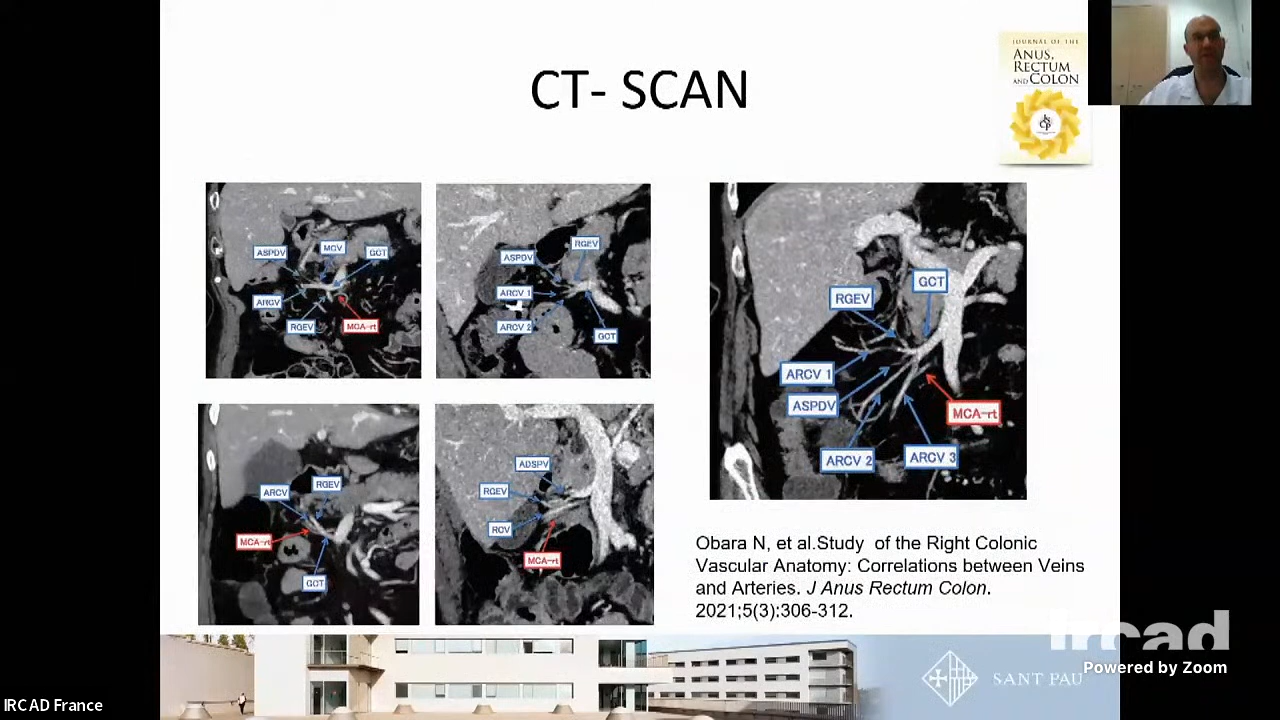 CT- SCAN
JOURNAL OF THE
ANUS,
RECTUM
AND COLON
ASPDV
MCV
GCT
ARCV
RGEV
MCA-rt
RGEV
ASPDV
ARCV 1
ARCV 2
GCT
ARCV
RGEV
MCA-rt
GCT
ADSPV
RGEV
RCV
MCA-rt
GCT
RGEV
ARCV 1
ASPDV
MCA-rt
ARCV 2
ARCV 3
Obara N, et al.Study of the Right Colonic
Vascular Anatomy: Correlations between Veins
and Arteries. J Anus Rectum Colon.
2021;5(3):306-312.
ircad
Powered by Zoom
SANT PAU
IRCAD France